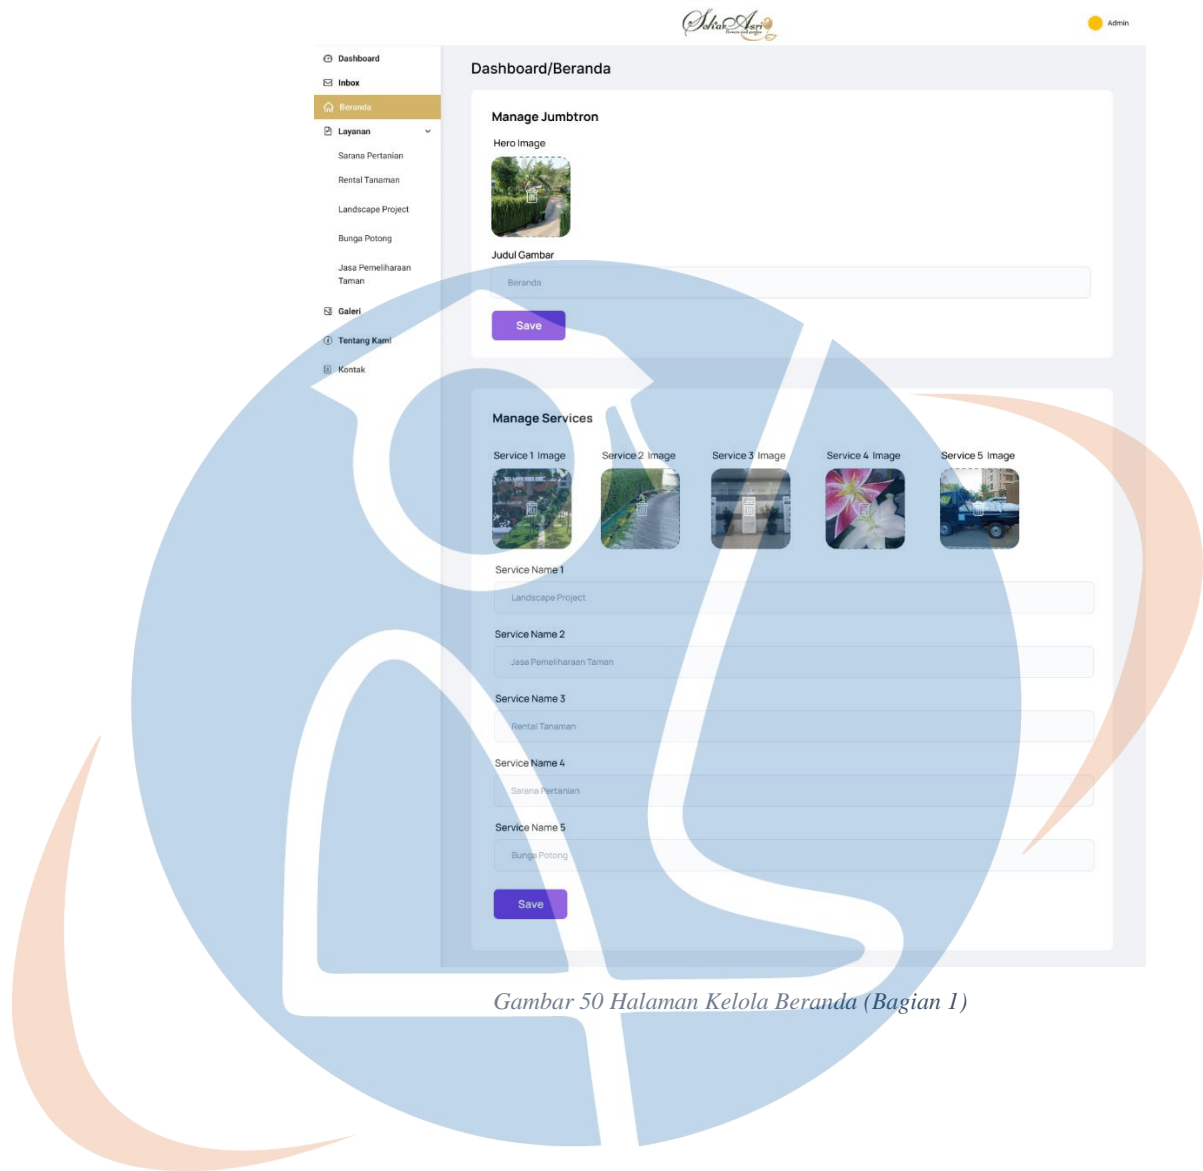 Sekar Asri
Admin
Dashboard
Inbox
Beranda
Layanan
Sarana Pertanian
Rental Tanaman
Landscape Project
Bunga Potong
Jasa Pemeliharaan
Taman
Galeri
Tentang Kami
Kontak
Dashboard/Beranda
Manage Jumbtron
Hero Image
Judul Gambar
Beranda
Save
Manage Services
Service 1 Image
Service 2 Image
Service 3 Image
Service 4 Image
Service 5 Image
Service Name 1
Landscape Project
Service Name 2
Jasa Pemeliharaan Taman
Service Name 3
Rental Tanaman
Service Name 4
Sarana Pertanian
Service Name 5
Bunga Potong
Save
Gambar 50 Halaman Kelola Beranda (Bagian 1)